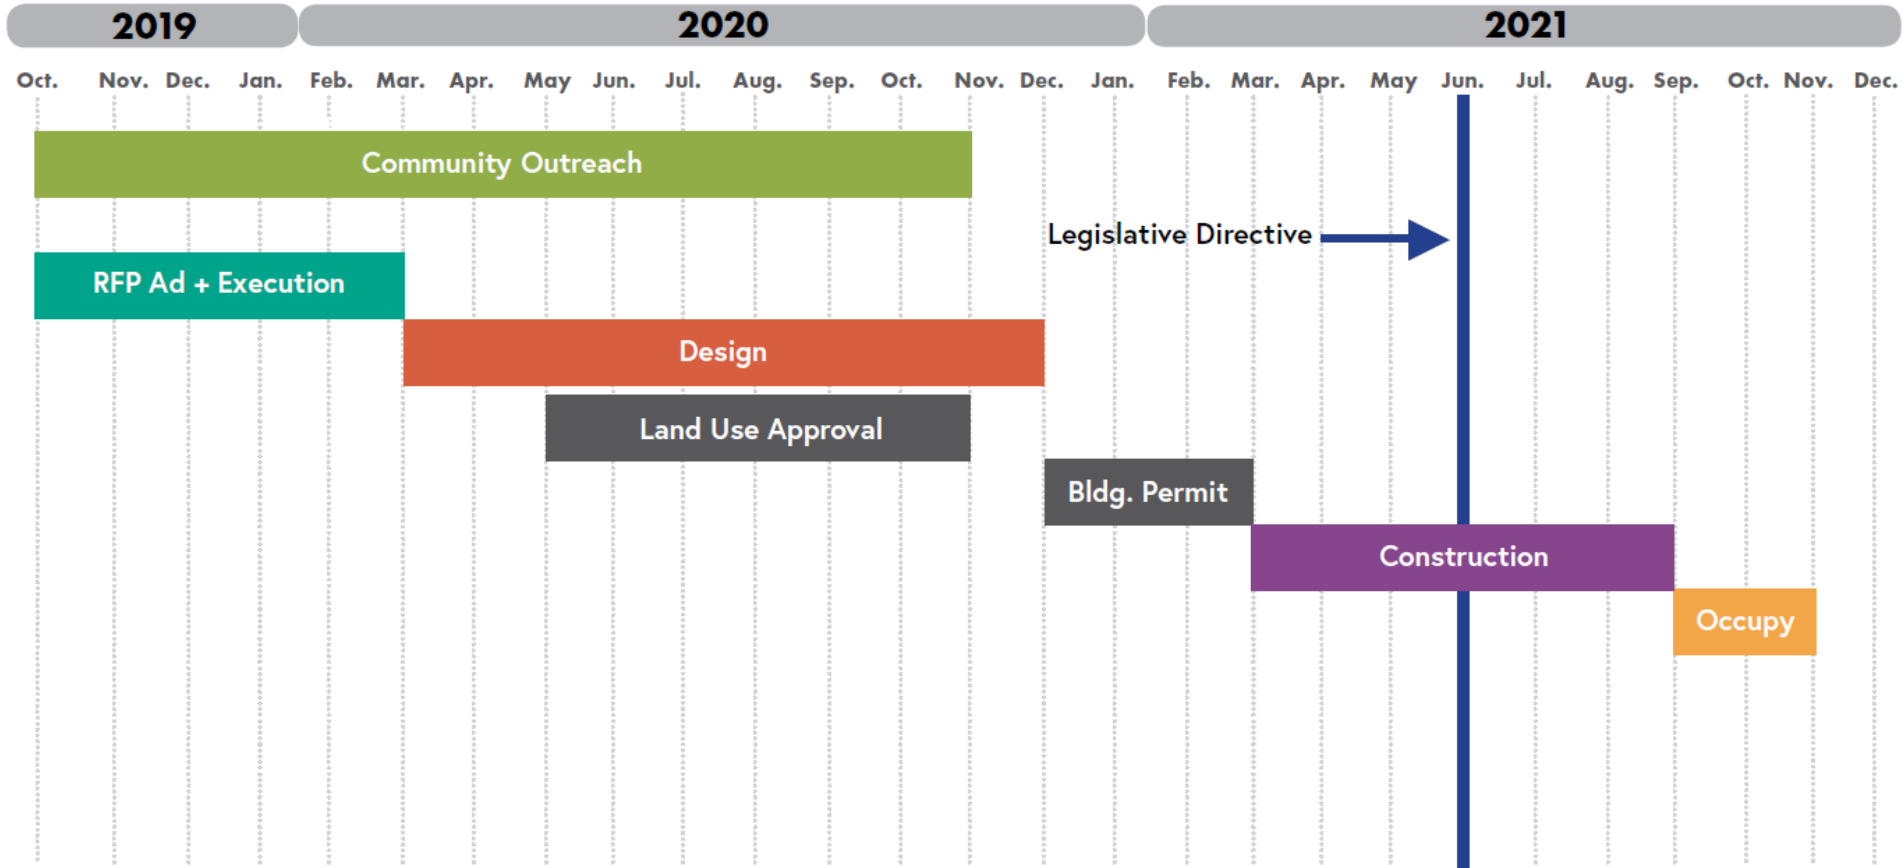 2019 2020 2021
Oct. Nov. Dec. Jan. Feb. Mar. Apr. May Jun. Jul. Aug. Sep. Oct. Nov. Dec. Jan. Feb. Mar. Apr. May Jun. Jul. Aug. Sep. Oct. Nov. Dec.
Community Outreach
Legislative Directive
RFP Ad + Execution
Design
Land Use Approval
Bldg. Permit
Construction
Occupy